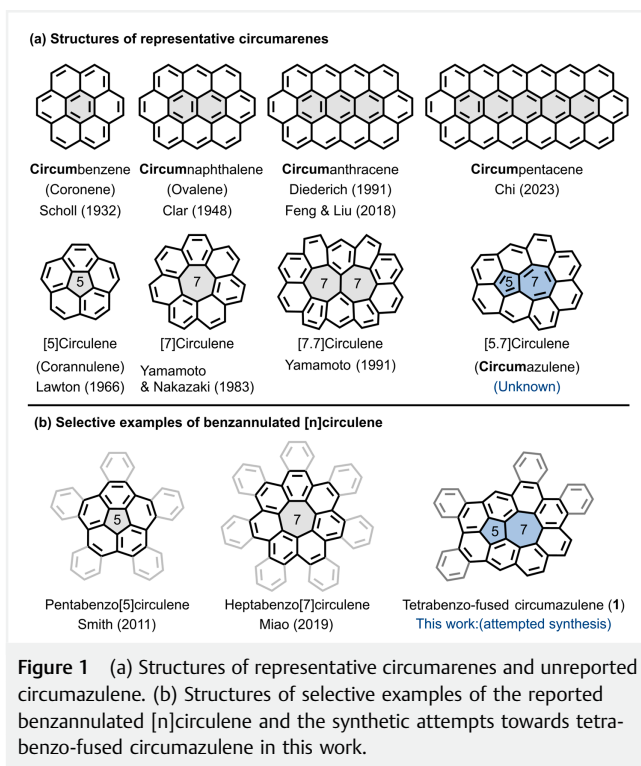 (a) Structures of representative circumarenes
Circumbenzene Circumnaphthalene Circumanthracene Circumpentacene
(Coronene) (Ovalene) Diederich (1991) Chi (2023)
Scholl (1932) Clar (1948) Feng & Liu (2018)
5 7 7 7 5 7
[5]Circulene [7]Circulene [7.7]Circulene [5.7]Circulene
(Corannulene) Yamamoto Yamamoto (1991) (Circumazulene)
Lawton (1966) & Nakazaki (1983) (Unknown)
(b) Selective examples of benzannulated [n]circulene
5 7 5 7
Pentabenzo[5]circulene Heptabenzo[7]circulene Tetrabenzo-fused circumazulene (1)
Smith (2011) Miao (2019) This work:(attempted synthesis)
Figure 1 (a) Structures of representative circumarenes and unreported
circumazulene. (b) Structures of selective examples of the reported
benzannulated [n]circulene and the synthetic attempts towards tetra-
benzo-fused circumazulene in this work.